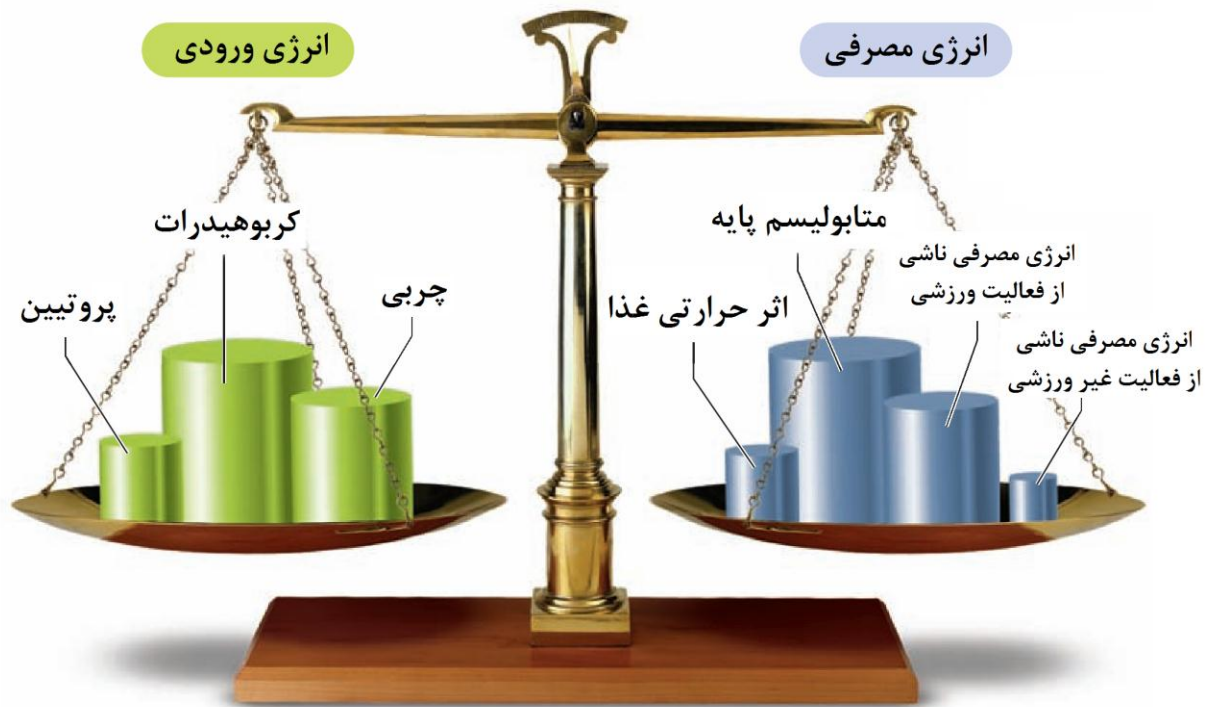 انرژی ورودی
انرژی مصرفی
کربوهیدرات
چربی
پروتیین
متابولیسم پایه
انرژی مصرفی ناشی
از فعالیت ورزشی
اثر حرارتی غذا
انرژی مصرفی ناشی
از فعالیت غیر ورزشی